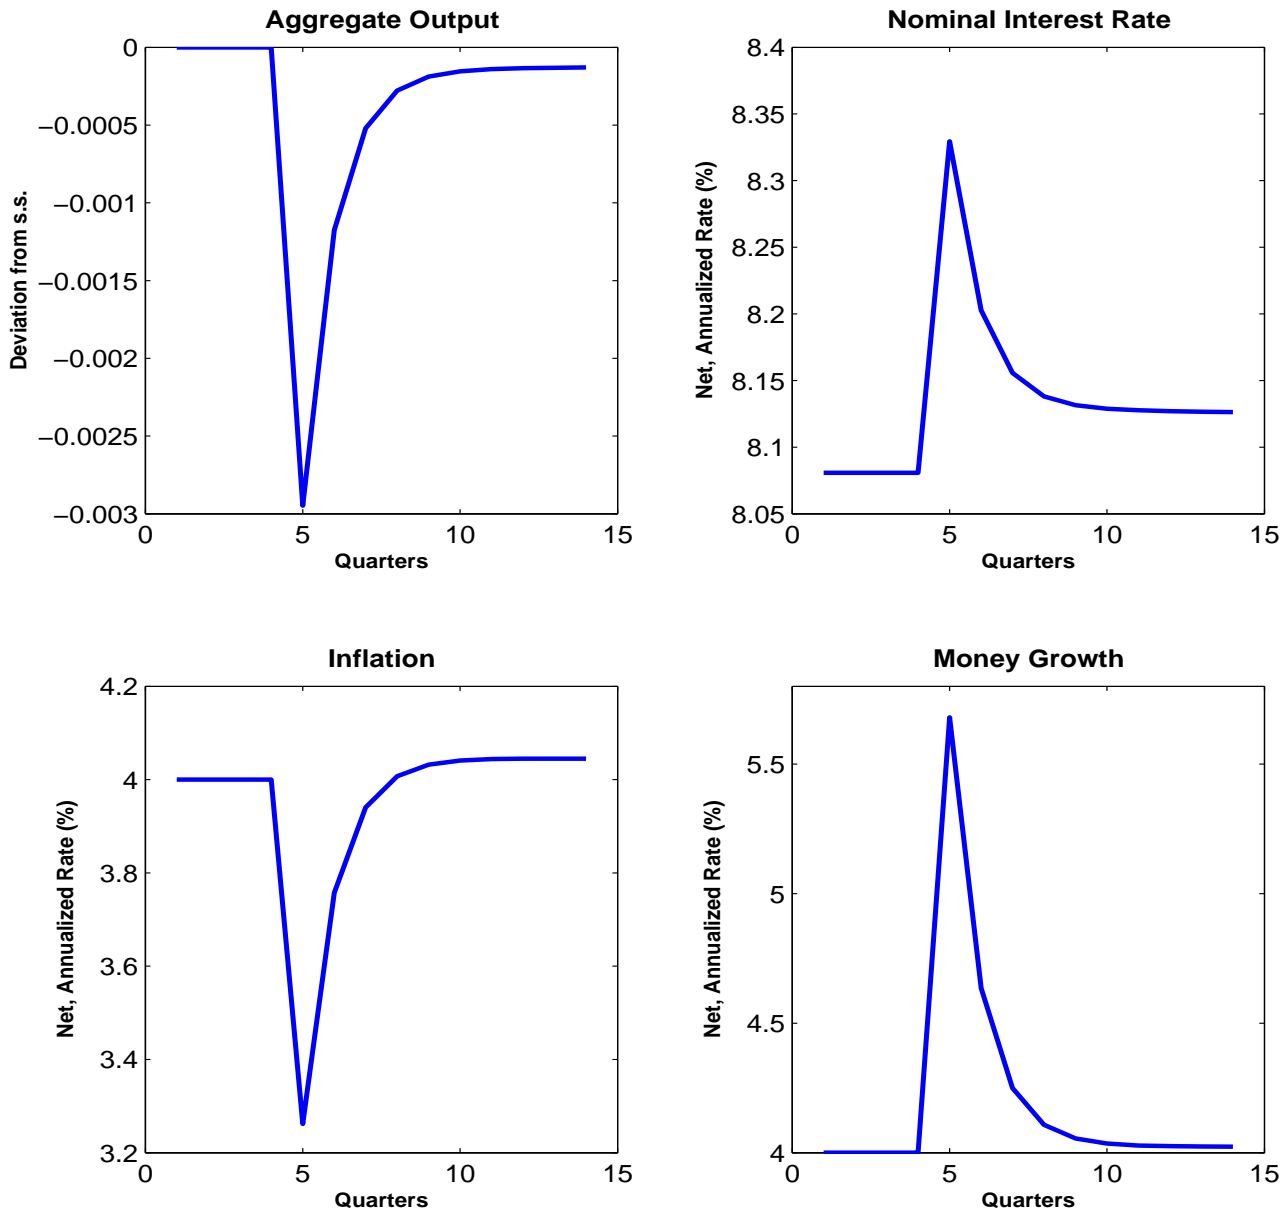 Aggregate Output
0
−0.0005
−0.001
−0.0015
−0.002
−0.0025
−0.003
Deviation from s.s.
0 5 10 15
Quarters
Nominal Interest Rate
8.4
8.35
8.3
8.25
8.2
8.15
8.1
8.05
Net, Annualized Rate (%)
0 5 10 15
Quarters
Inflation
4.2
4
3.8
3.6
3.4
3.2
Net, Annualized Rate (%)
0 5 10 15
Quarters
Money Growth
5.5
5
4.5
4
Net, Annualized Rate (%)
0 5 10 15
Quarters